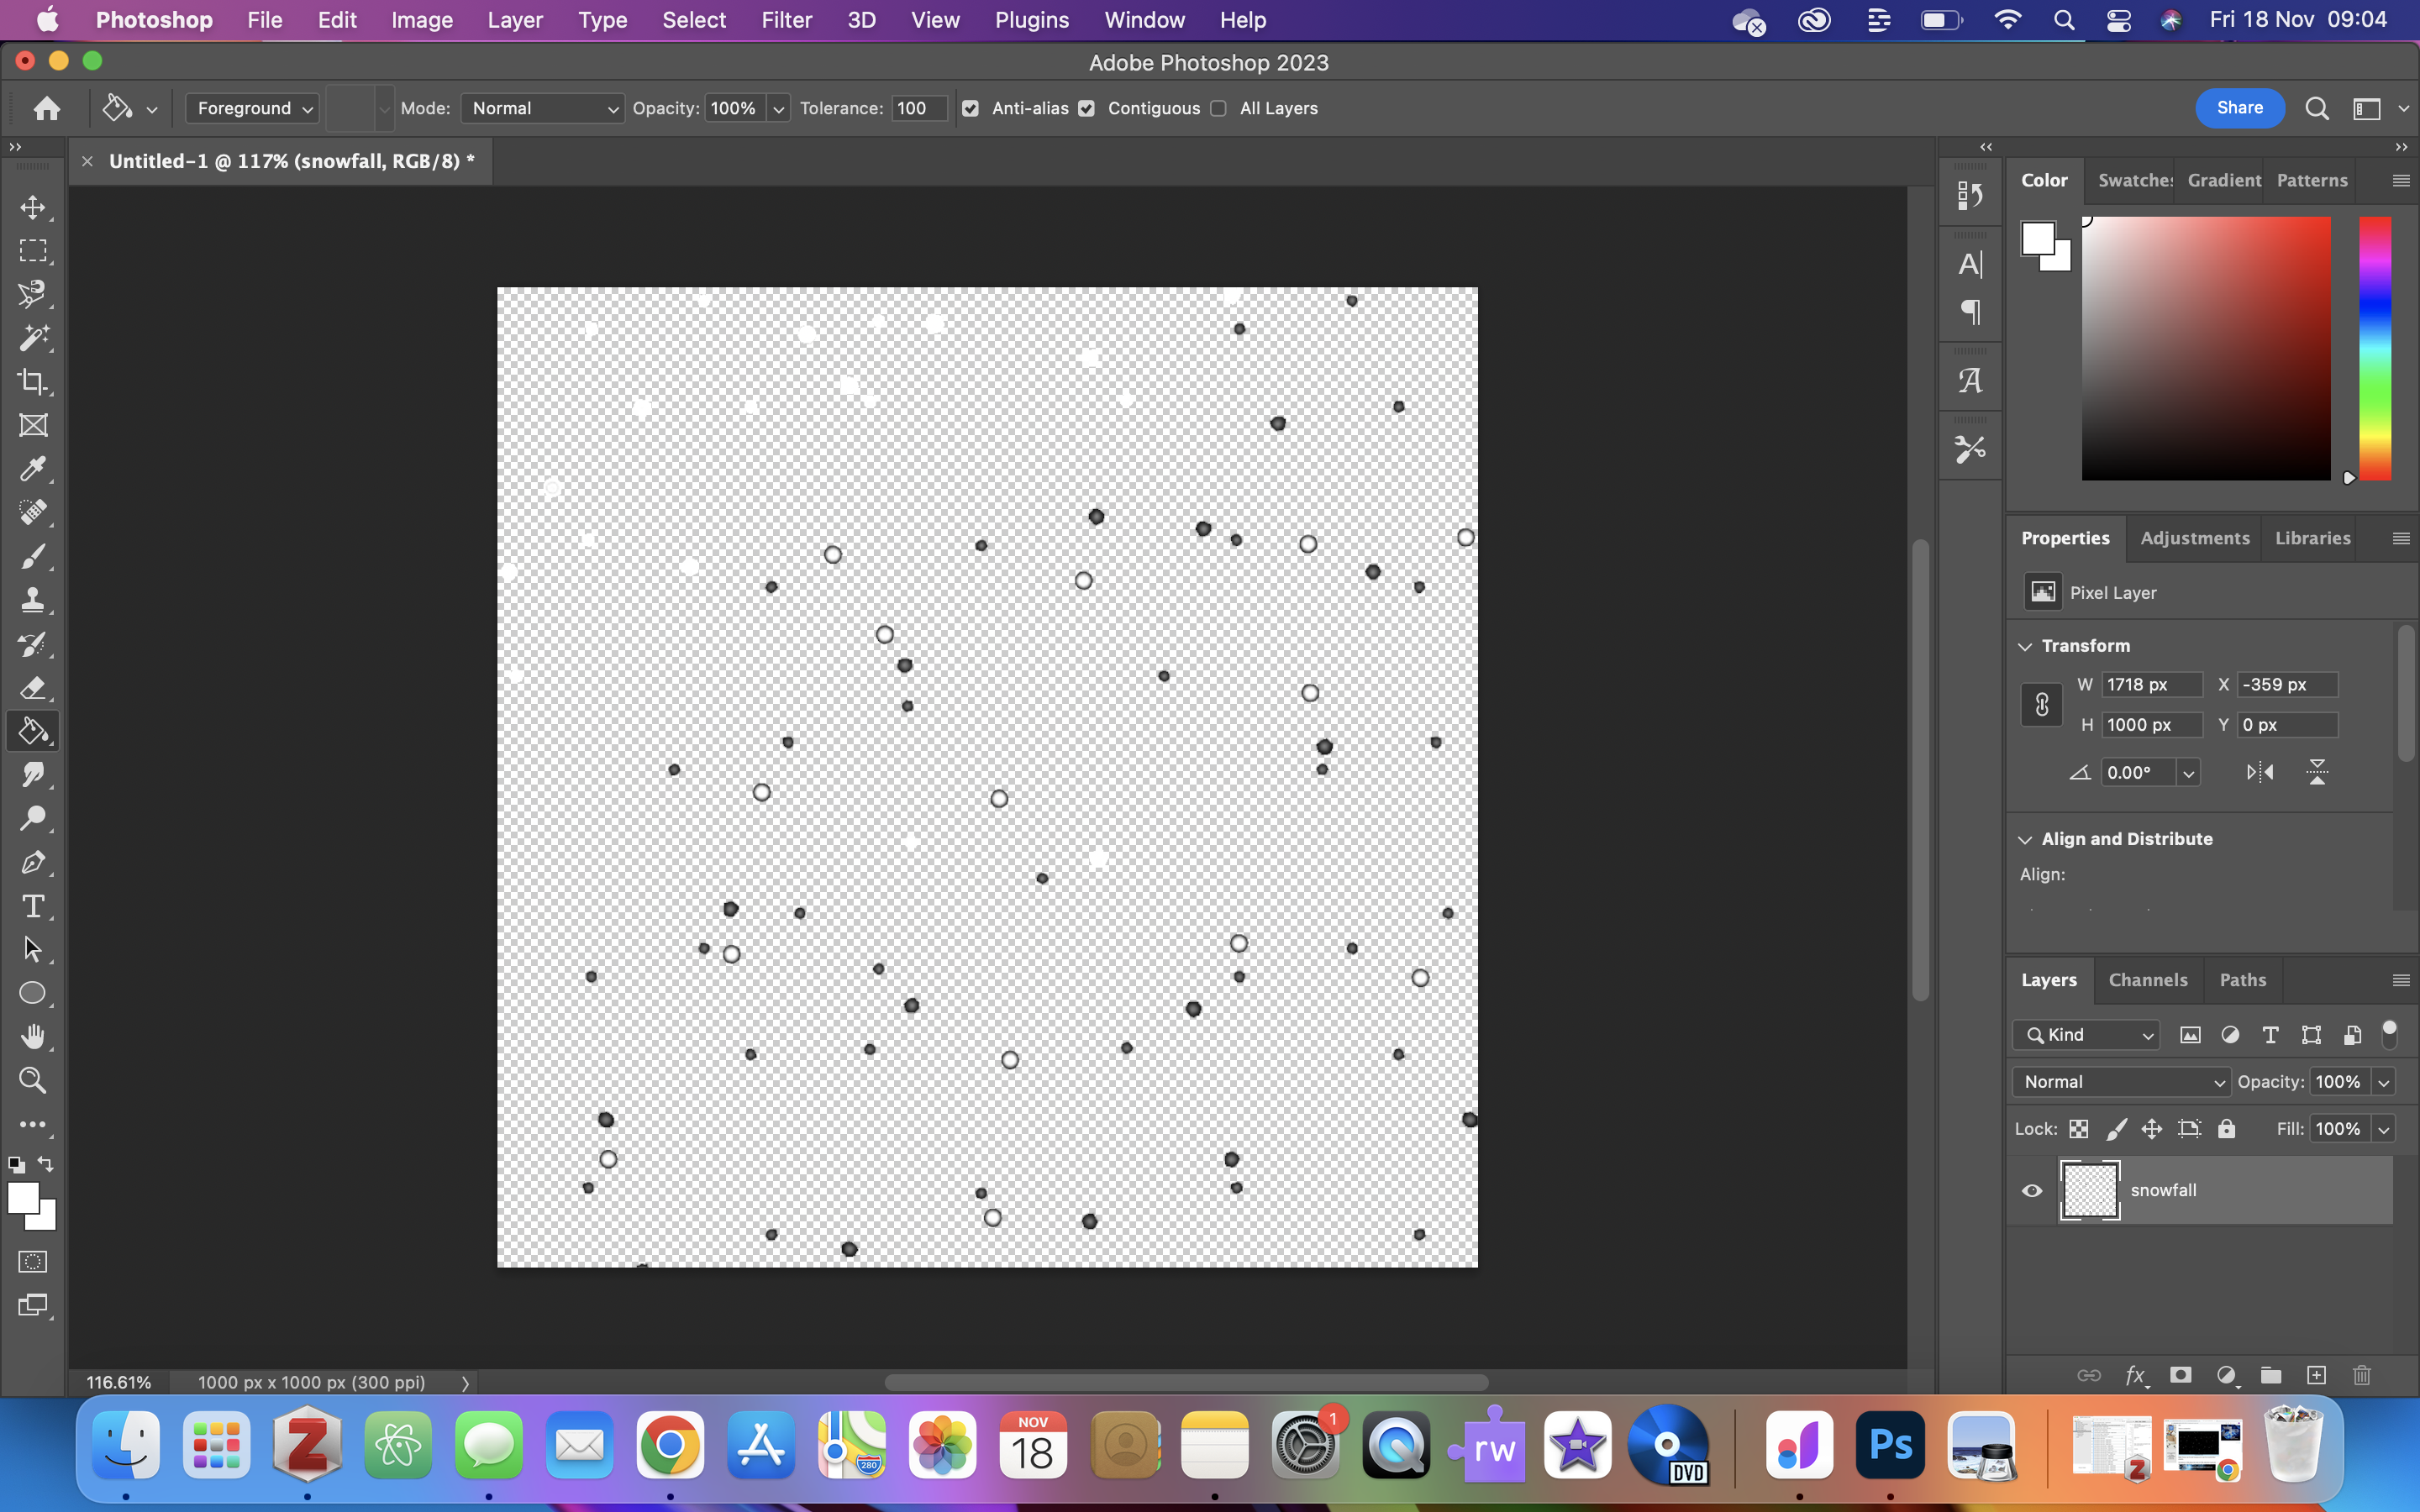 Photoshop File Edit Image Layer Type Select Filter 3D View Plugins Window Help Fri 18 Nov 09:04
Adobe Photoshop 2023
Foreground Mode: Normal Opacity: 100% Tolerance: 100 Anti-alias Contiguous All Layers Share
Untitled-1 @ 117% (snowfall, RGB/8) *
Color Swatches Gradient Patterns
Properties Adjustments Libraries
Pixel Layer
Transform
W 1718 px X -359 px
H 1000 px Y 0 px
0.00°
Align and Distribute
Align:
Layers Channels Paths
Kind
Normal Opacity: 100%
Lock: Fill: 100%
snowfall
fx
116.61% 1000 px x 1000 px (300 ppi)
NOV
18
280
1
rw
DVD
Ps
Z